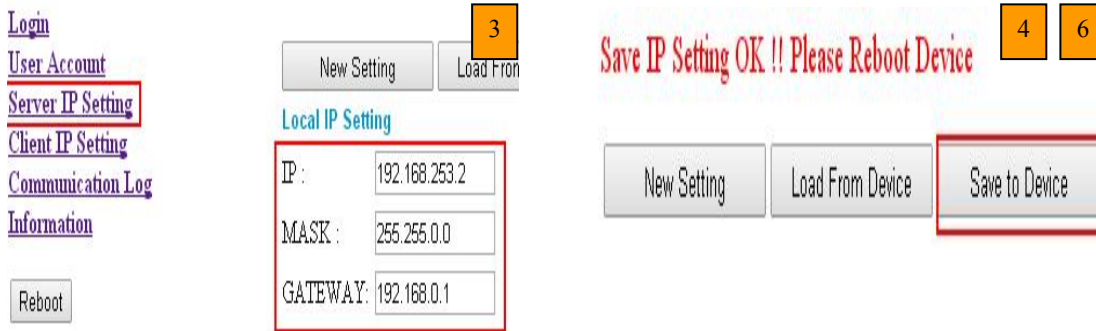 Login
User Account
Server IP Setting
Client IP Setting
Communication Log
Information
Reboot
3
New Setting
Load From
Local IP Setting
IP : 192.168.253.2
MASK : 255.255.0.0
GATEWAY: 192.168.0.1
4 6
Save IP Setting OK !! Please Reboot Device
New Setting Load From Device Save to Device